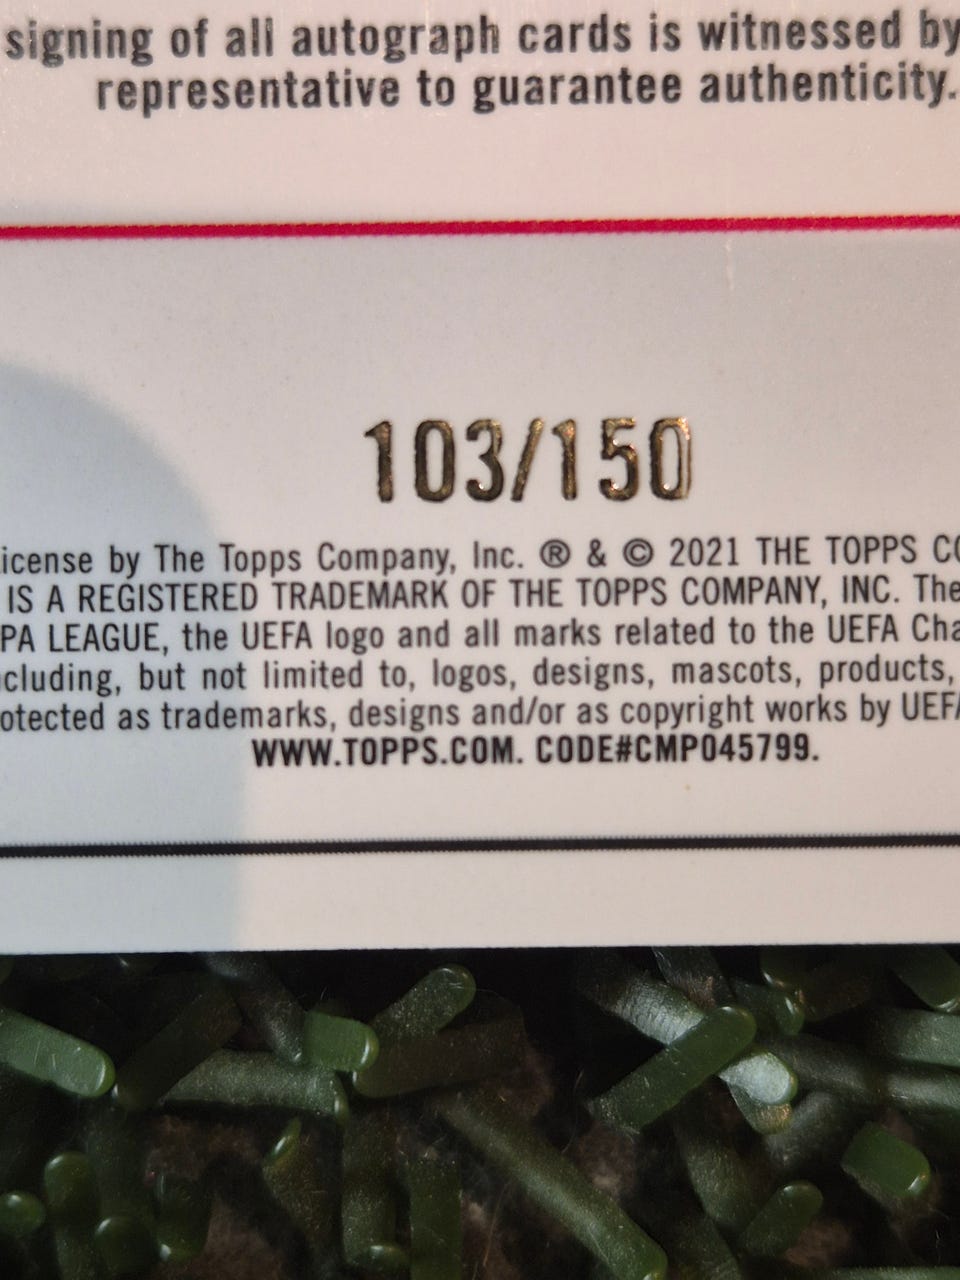 signing of all autograph cards is witnessed by
representative to guarantee authenticity.
103/150
icense by The Topps Company, Inc. ® & © 2021 THE TOPPS CO
IS A REGISTERED TRADEMARK OF THE TOPPS COMPANY, INC. The
PA LEAGUE, the UEFA logo and all marks related to the UEFA Cha
cluding, but not limited to, logos, designs, mascots, products,
otected as trademarks, designs and/or as copyright works by UEFA
WWW.TOPPS.COM. CODE#CMP045799.